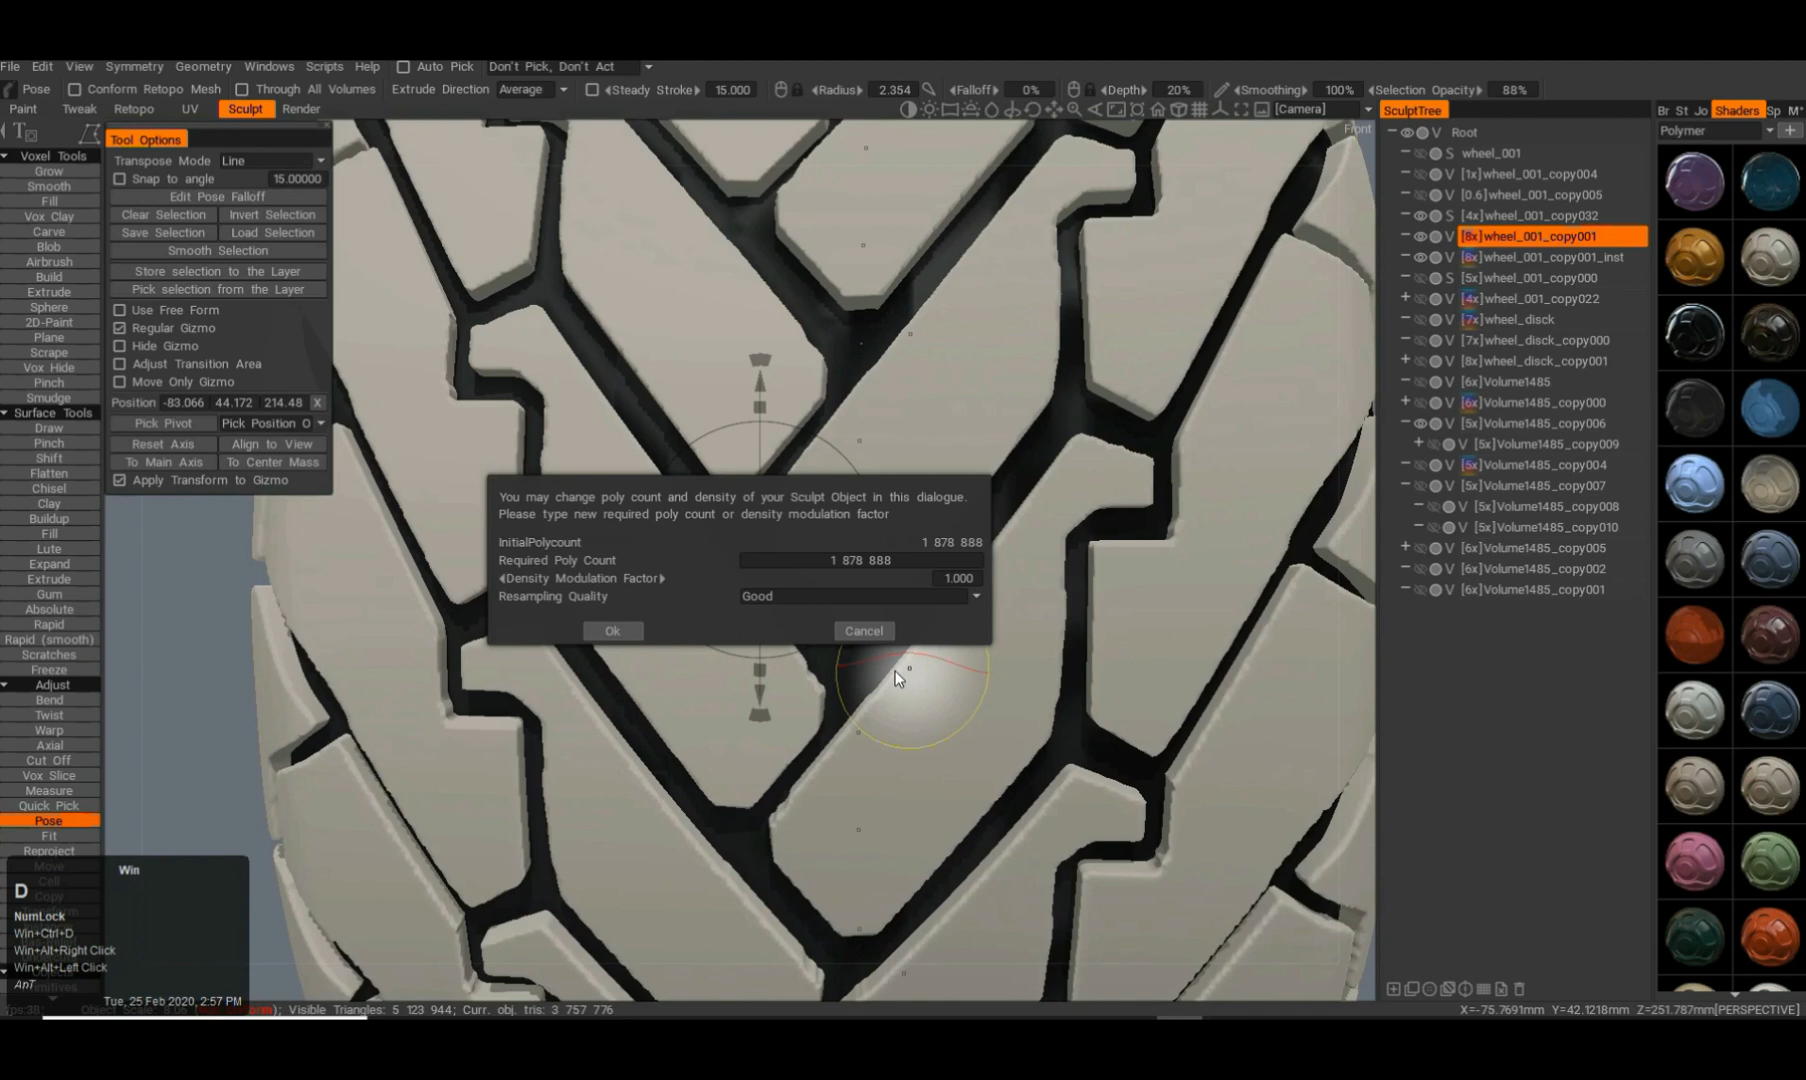 File Edit View Symmetry Geometry Windows Scripts Help Auto Pick Don't Pick, Don't Act
Pose Conform Retopo Mesh Through All Volumes Extrude Direction Average Steady Stroke 15.000 Radius 2.354 Falloff 0% Depth 20% Smoothing 100% Selection Opacity 88%
Paint Tweak Retopo UV Sculpt Render [Camera] SculptTree Br St Jo Shaders Sp M*
Front
Polymer
Tool Options
Transpose Mode Line
Snap to angle 15.00000
Edit Pose Falloff
Clear Selection Invert Selection
Save Selection Load Selection
Smooth Selection
Store selection to the Layer
Pick selection from the Layer
Use Free Form
Regular Gizmo
Hide Gizmo
Adjust Transition Area
Move Only Gizmo
Position -83.066 44.172 214.48 X
Pick Pivot Pick Position O
Reset Axis Align to View
To Main Axis To Center Mass
Apply Transform to Gizmo
Voxel Tools
Grow
Smooth
Fill
Vox Clay
Carve
Blob
Airbrush
Build
Extrude
Sphere
2D-Paint
Plane
Scrape
Vox Hide
Pinch
Smudge
Surface Tools
Draw
Pinch
Shift
Flatten
Chisel
Clay
Buildup
Fill
Lute
Expand
Extrude
Gum
Absolute
Rapid
Rapid (smooth)
Scratches
Freeze
Adjust
Bend
Twist
Warp
Axial
Cut Off
Vox Slice
Measure
Quick Pick
Pose
Fit
Reproject
Move
Cell
Copy
You may change poly count and density of your Sculpt Object in this dialogue.
Please type new required poly count or density modulation factor
InitialPolycount 1 878 888
Required Poly Count 1 878 888
Density Modulation Factor 1.000
Resampling Quality Good
Ok Cancel
Root
S wheel_001
V [1x]wheel_001_copy004
V [0.6]wheel_001_copy005
S [4x]wheel_001_copy032
V [8x]wheel_001_copy001
V [8x]wheel_001_copy001_inst
S [5x]wheel_001_copy000
V [4x]wheel_001_copy022
V [7x]wheel_disck
V [7x]wheel_disck_copy000
V [8x]wheel_disck_copy001
V [6x]Volume1485
V [6x]Volume1485_copy000
V [5x]Volume1485_copy006
V [5x]Volume1485_copy009
V [5x]Volume1485_copy004
V [5x]Volume1485_copy007
V [5x]Volume1485_copy008
V [5x]Volume1485_copy010
V [6x]Volume1485_copy005
V [6x]Volume1485_copy002
V [6x]Volume1485_copy001
Win
D
NumLock
Win+Ctrl+D
Win+Alt+Right Click
Win+Alt+Left Click
AnT
Tue, 25 Feb 2020, 2:57 PM
Visible Triangles: 5 123 944; Curr. obj. tris: 3 757 776
X=-75.7691mm Y=42.1218mm Z=251.787mm[PERSPECTIVE]